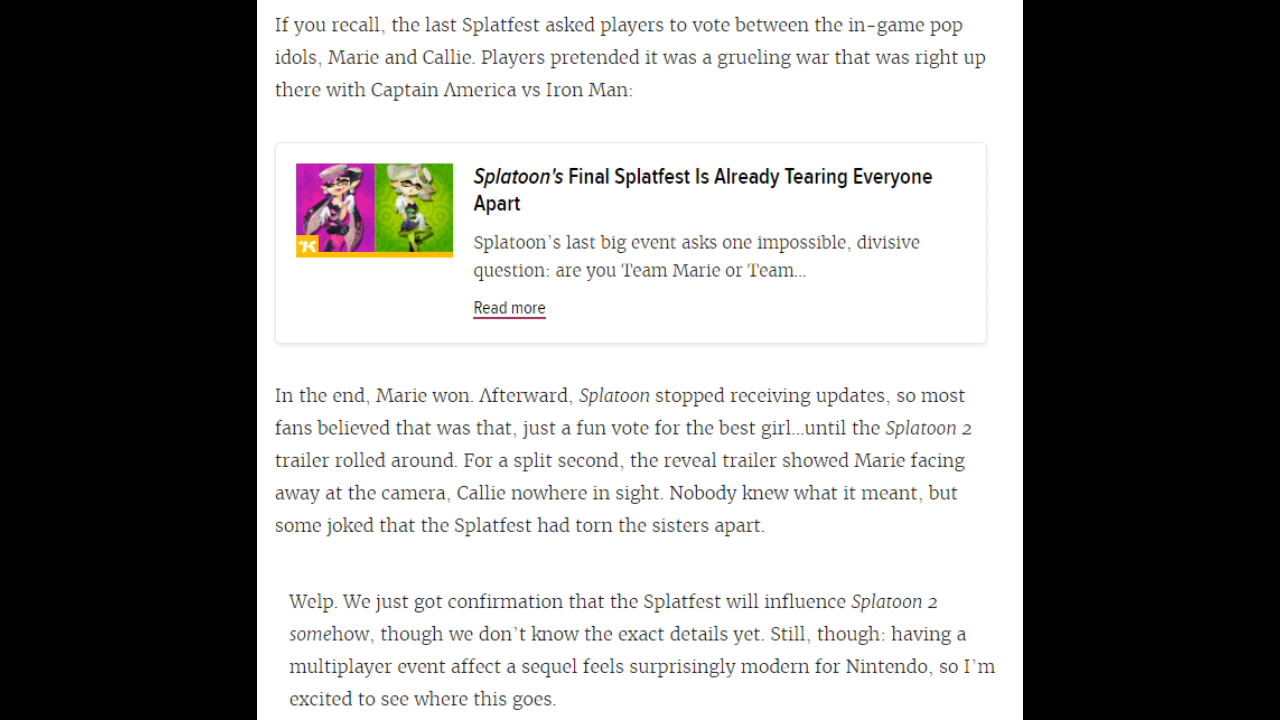 If you recall, the last Splatfest asked players to vote between the in-game pop
idols, Marie and Callie. Players pretended it was a grueling war that was right up
there with Captain America vs Iron Man:
Splatoon's Final Splatfest Is Already Tearing Everyone
Apart
Splatoon's last big event asks one impossible, divisive
question: are you Team Marie or Team...
Read more
In the end, Marie won. Afterward, Splatoon stopped receiving updates, so most
fans believed that was that, just a fun vote for the best girl...until the Splatoon 2
trailer rolled around. For a split second, the reveal trailer showed Marie facing
away at the camera, Callie nowhere in sight. Nobody knew what it meant, but
some joked that the Splatfest had torn the sisters apart.
Welp. We just got confirmation that the Splatfest will influence Splatoon 2
somehow, though we don't know the exact details yet. Still, though: having a
multiplayer event affect a sequel feels surprisingly modern for Nintendo, so I'm
excited to see where this goes.